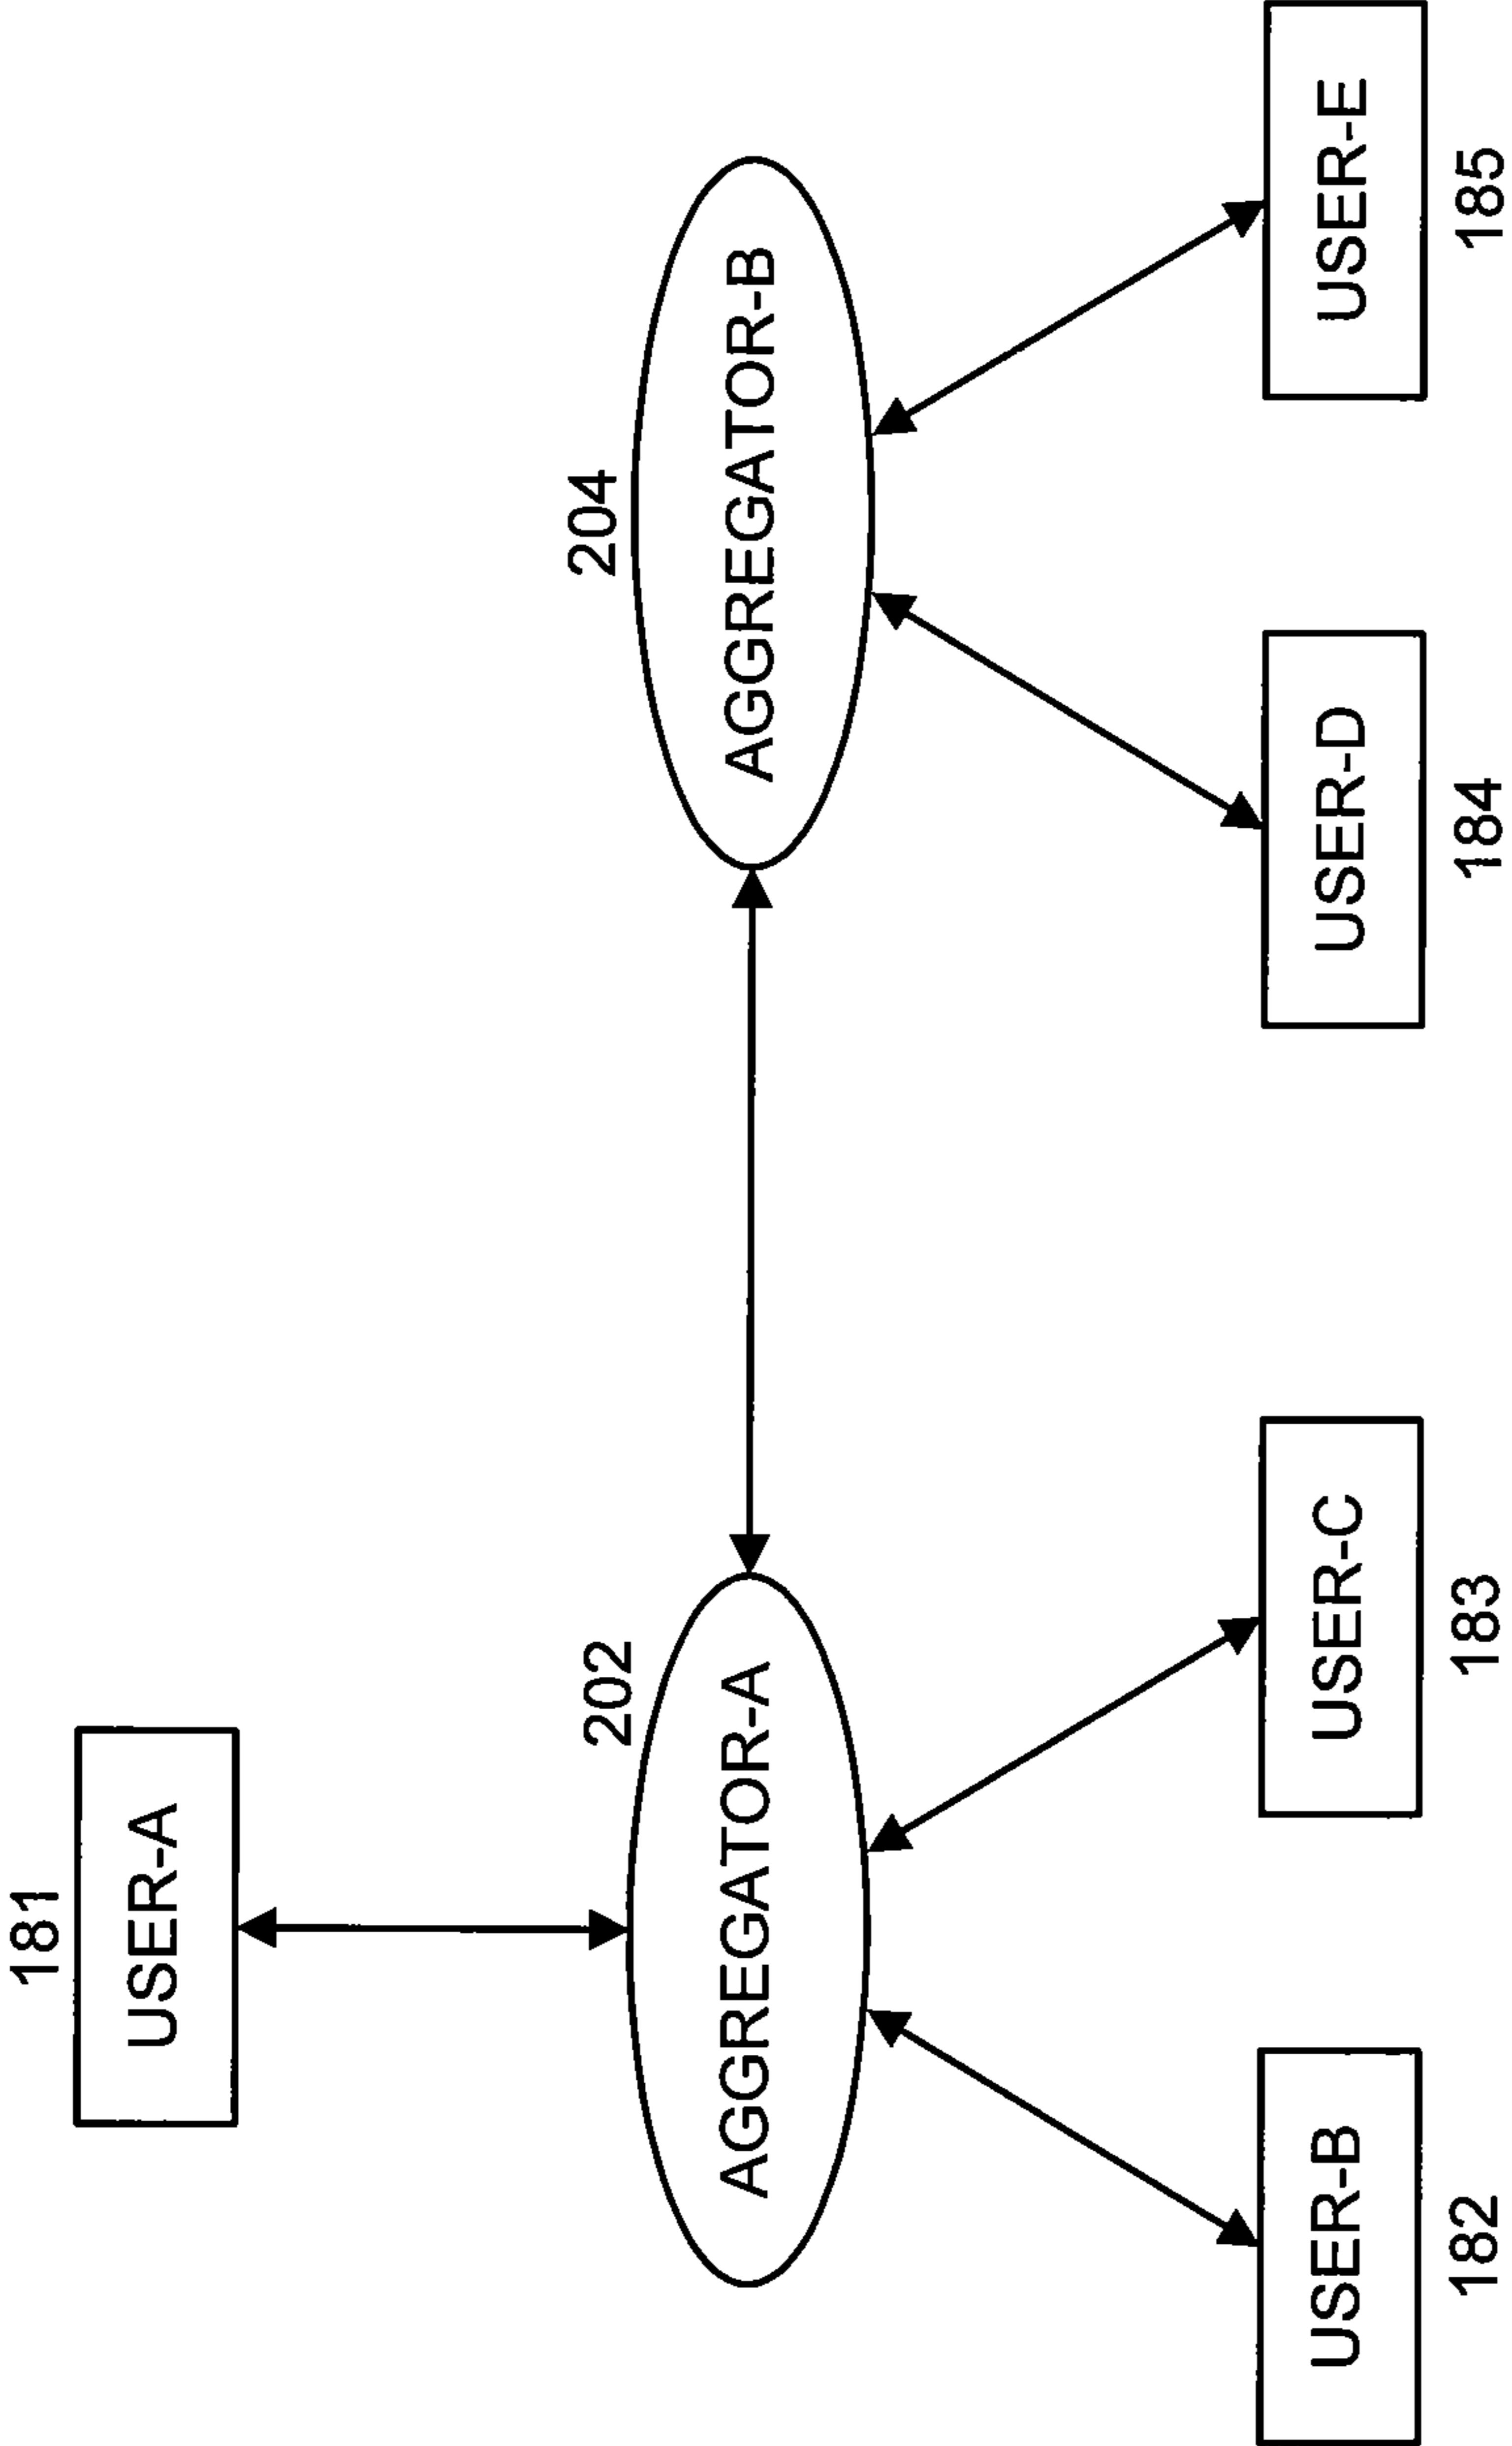 181
USER-A
202
AGGREGATOR-A
204
AGGREGATOR-B
USER-B
182
USER-C
183
USER-D
184
USER-E
185